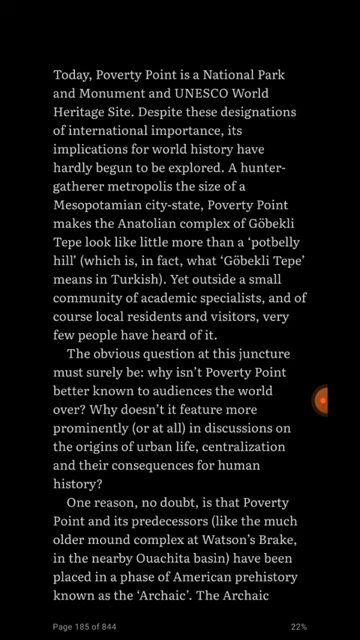 Today, Poverty Point is a National Park
and Monument and UNESCO World
Heritage Site. Despite these designations
of international importance, its
implications for world history have
hardly begun to be explored. A hunter-
gatherer metropolis the size of a
Mesopotamian city-state, Poverty Point
makes the Anatolian complex of Göbekli
Tepe look like little more than a ‘potbelly
hill’ (which is, in fact, what ‘Göbekli Tepe’
means in Turkish). Yet outside a small
community of academic specialists, and of
course local residents and visitors, very
few people have heard of it.
The obvious question at this juncture
must surely be: why isn’t Poverty Point
better known to audiences the world
over? Why doesn’t it feature more
prominently (or at all) in discussions on
the origins of urban life, centralization
and their consequences for human
history?
One reason, no doubt, is that Poverty
Point and its predecessors (like the much
older mound complex at Watson’s Brake,
in the nearby Ouachita basin) have been
placed in a phase of American prehistory
known as the ‘Archaic’. The Archaic
Page 185 of 844
22%